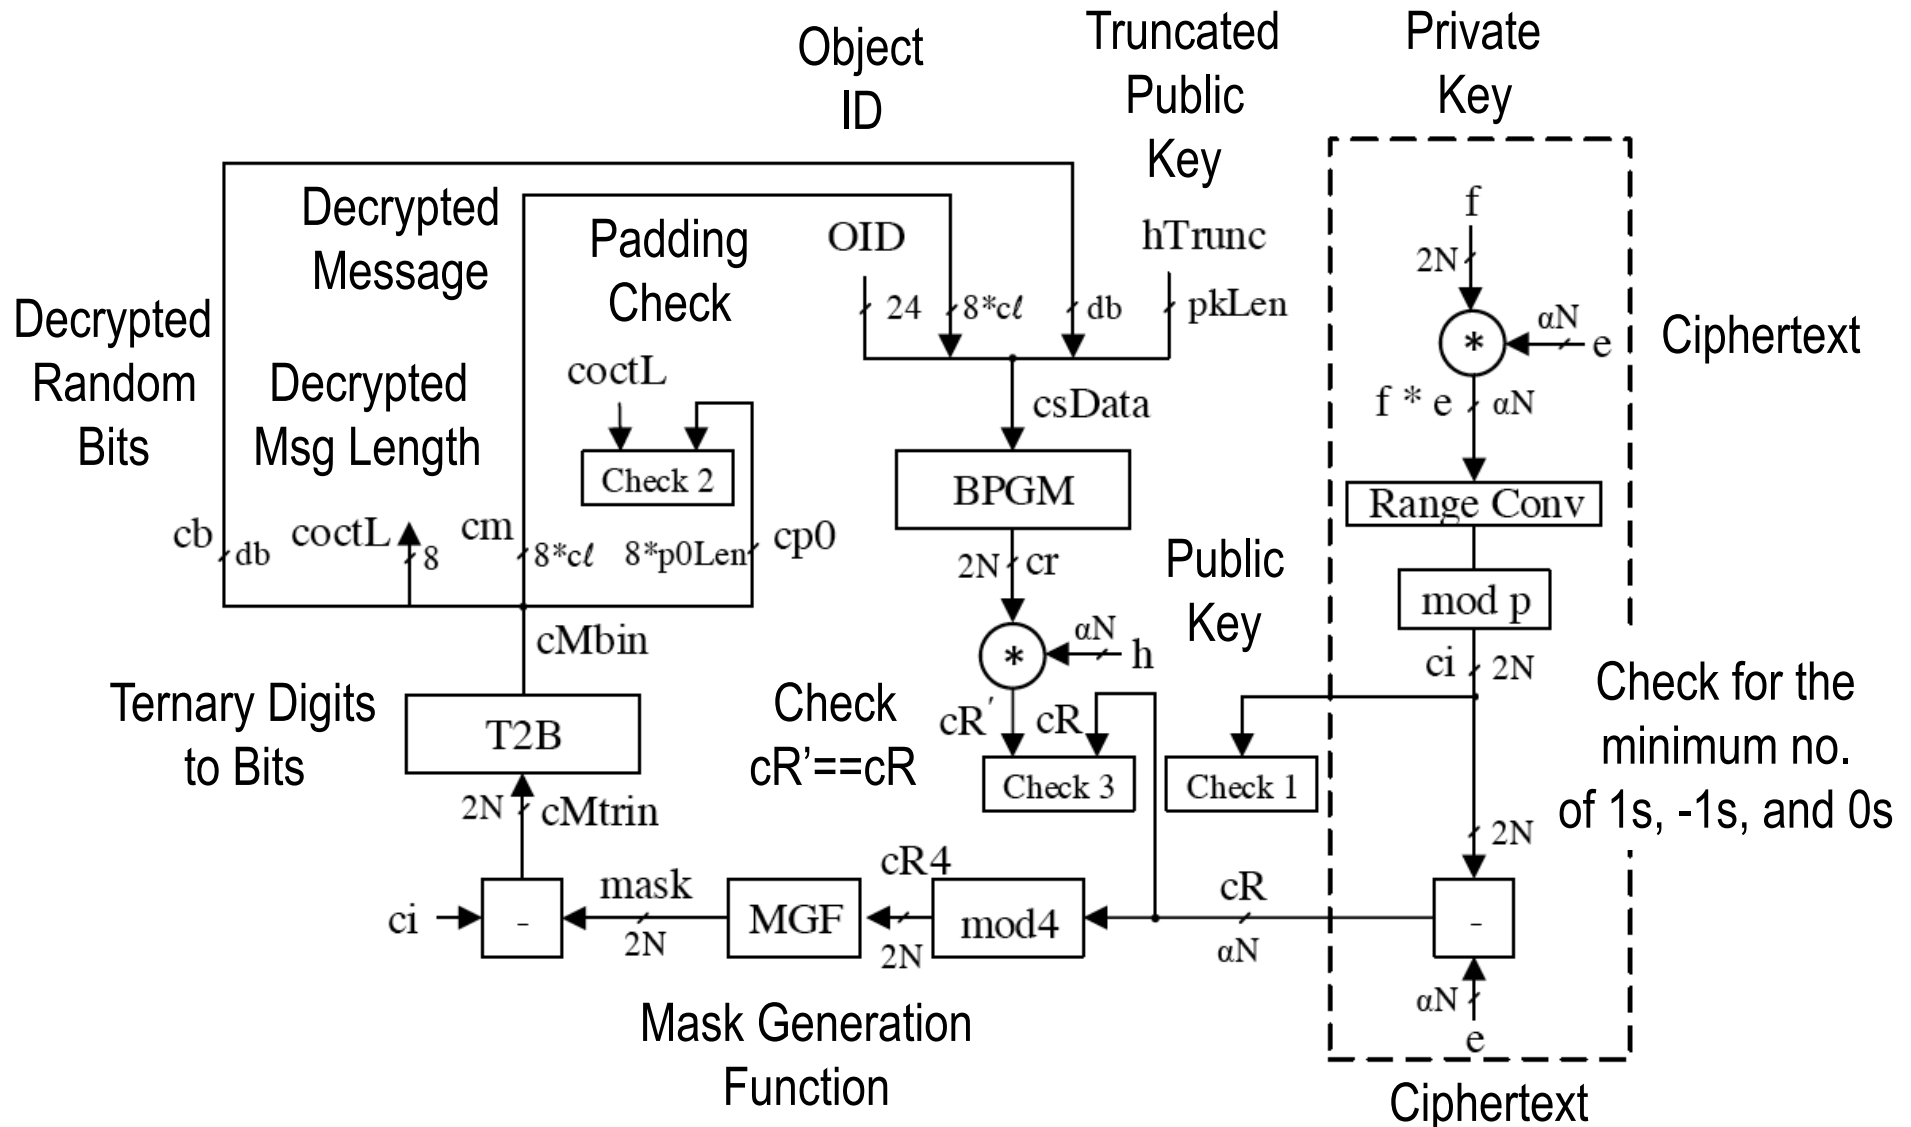 Object
ID
Truncated
Public
Key
Private
Key
Decrypted
Message
Padding
Check
OID
hTrunc
f
2N
24
8*cℓ
db
pkLen
αN
*
e
Ciphertext
Decrypted
Random
Bits
Decrypted
Msg Length
coctL
csData
f * e
αN
Check 2
BPGM
Range Conv
cb
db
coctL
8
cm
8*cℓ
8*p0Len
cp0
2N
cr
Public
Key
mod p
cMbin
*
αN
h
ci
2N
Ternary Digits
to Bits
T2B
Check
cR'==cR
cR'
cR
Check 3
Check 1
Check for the
minimum no.
of 1s, -1s, and 0s
2N
cMtrin
2N
ci
-
mask
2N
MGF
cR4
2N
mod4
cR
αN
-
αN
e
Mask Generation
Function
Ciphertext